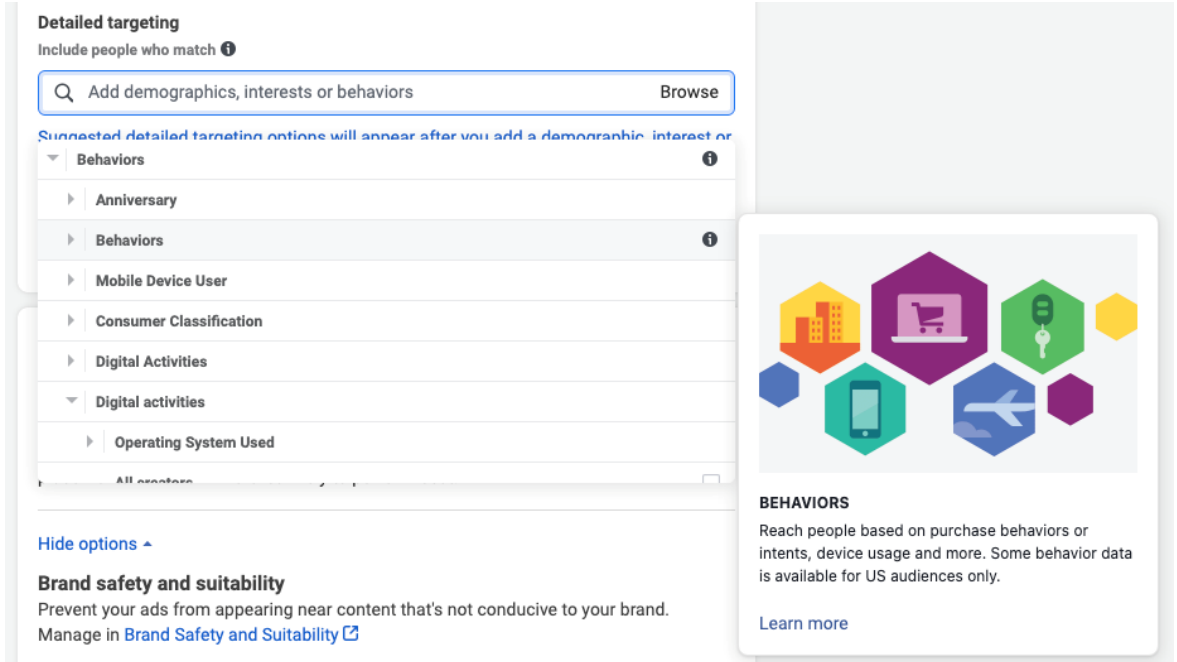 Detailed targeting
Include people who match
Add demographics, interests or behaviors Browse
Suggested detailed targeting options will appear after you add a demographic, interest or
Behaviors
Anniversary
Behaviors
Mobile Device User
Consumer Classification
Digital Activities
Digital activities
Operating System Used
All creators
Hide options
Brand safety and suitability
Prevent your ads from appearing near content that's not conducive to your brand.
Manage in Brand Safety and Suitability
BEHAVIORS
Reach people based on purchase behaviors or
intents, device usage and more. Some behavior data
is available for US audiences only.
Learn more